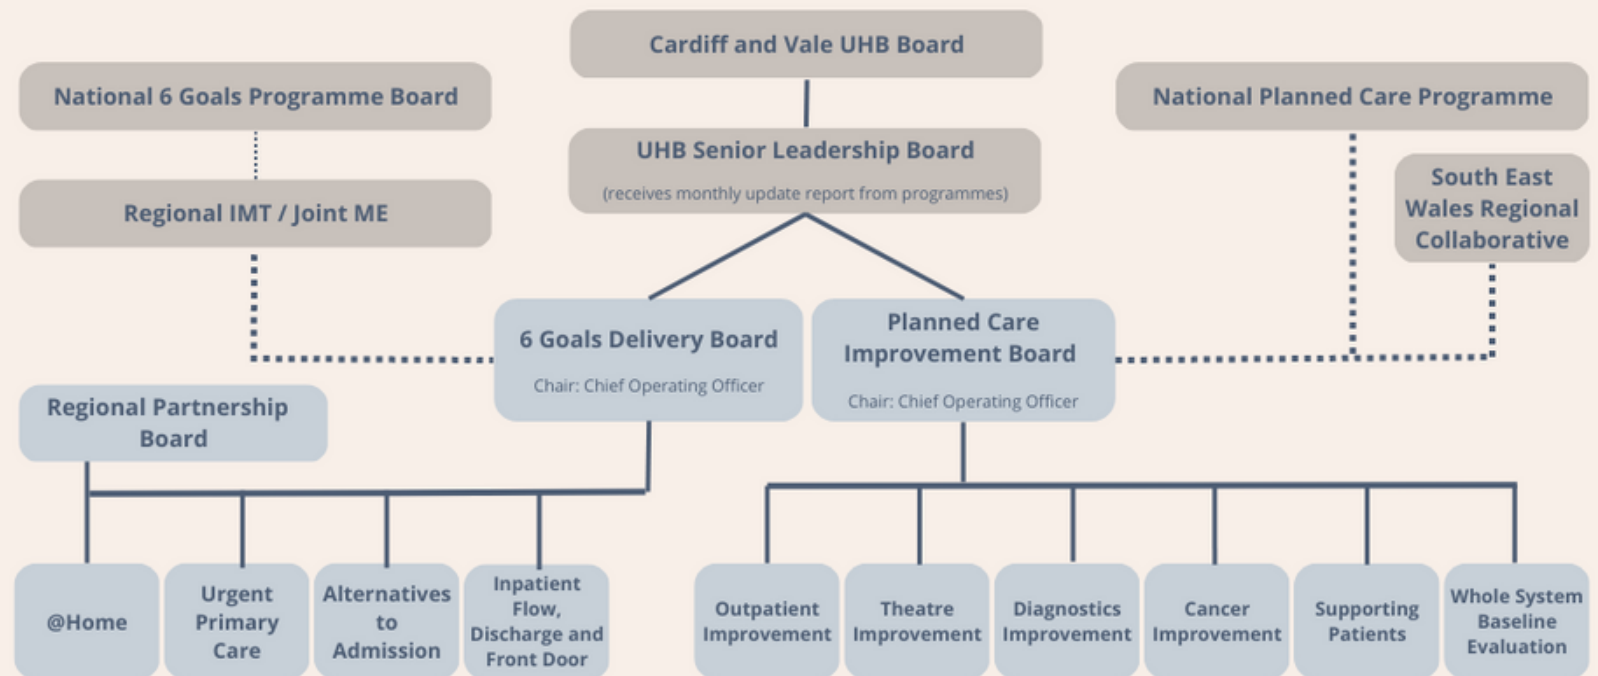 Cardiff and Vale UHB Board
National 6 Goals Programme Board
National Planned Care Programme
UHB Senior Leadership Board
(receives monthly update report from programmes)
Regional IMT / Joint ME
South East
Wales Regional
Collaborative
6 Goals Delivery Board
Chair: Chief Operating Officer
Planned Care
Improvement Board
Chair: Chief Operating Officer
Regional Partnership
Board
@Home
Urgent
Primary
Care
Alternatives
to
Admission
Inpatient
Flow,
Discharge and
Front Door
Outpatient
Improvement
Theatre
Improvement
Diagnostics
Improvement
Cancer
Improvement
Supporting
Patients
Whole System
Baseline
Evaluation